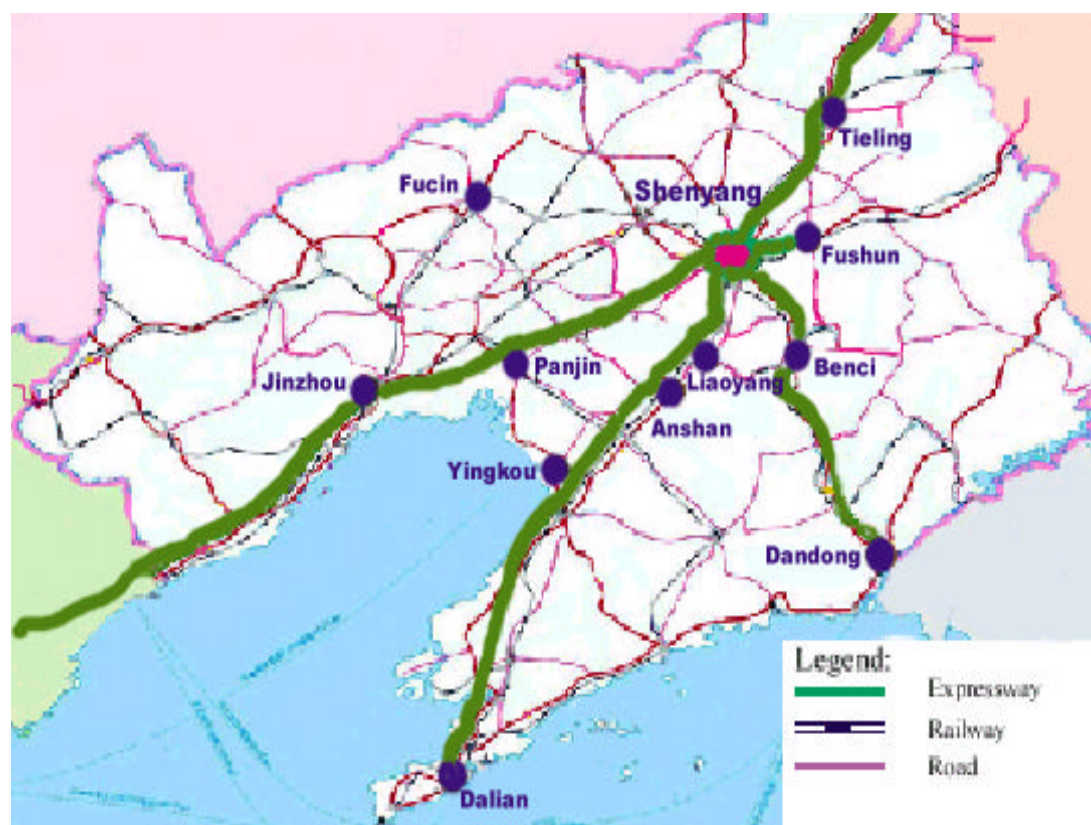 Tieling
Fucin
Shenyang
Fushun
Jinzhou
Panjin
Liaoyang
Benci
Anshan
Yingkou
Dandong
Dalian
Legend:
Expressway
Railway
Road